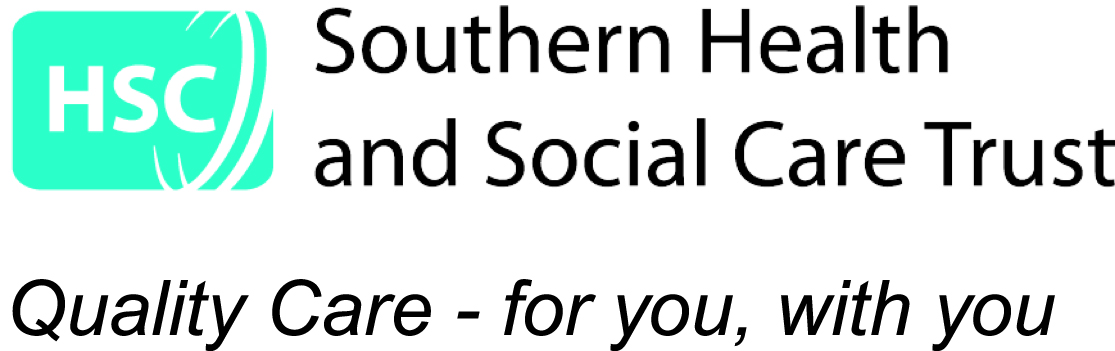 HSC
Southern Health
and Social Care Trust
Quality Care - for you, with you